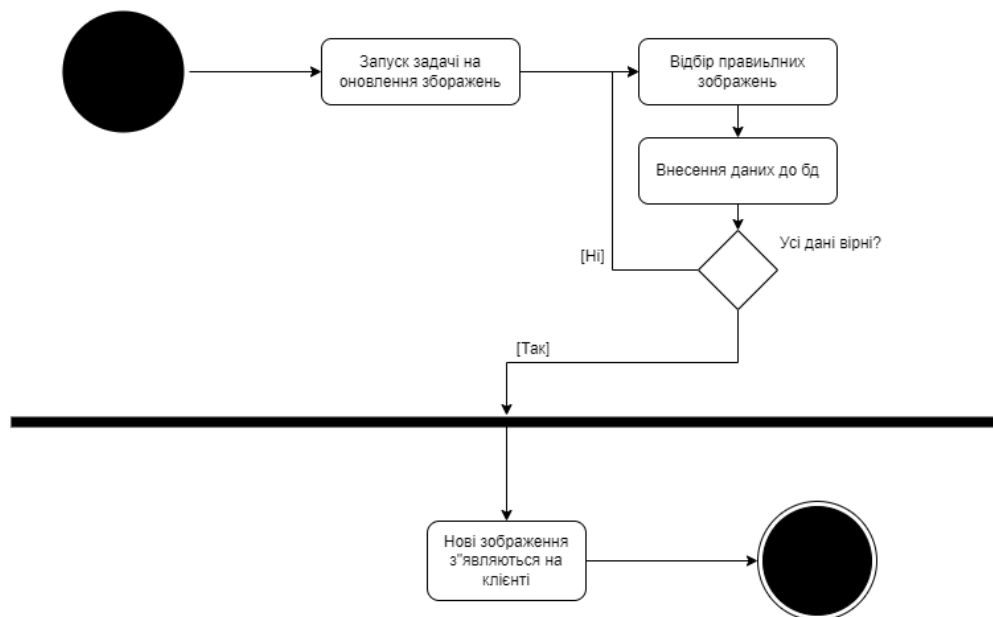 Запуск задачі на
оновлення зборажень
Відбір правиьлних
зображень
Внесення даних до бд
Усі дані вірні?
[Ні]
[Так]
Нові зображення
з"являються на
клієнті